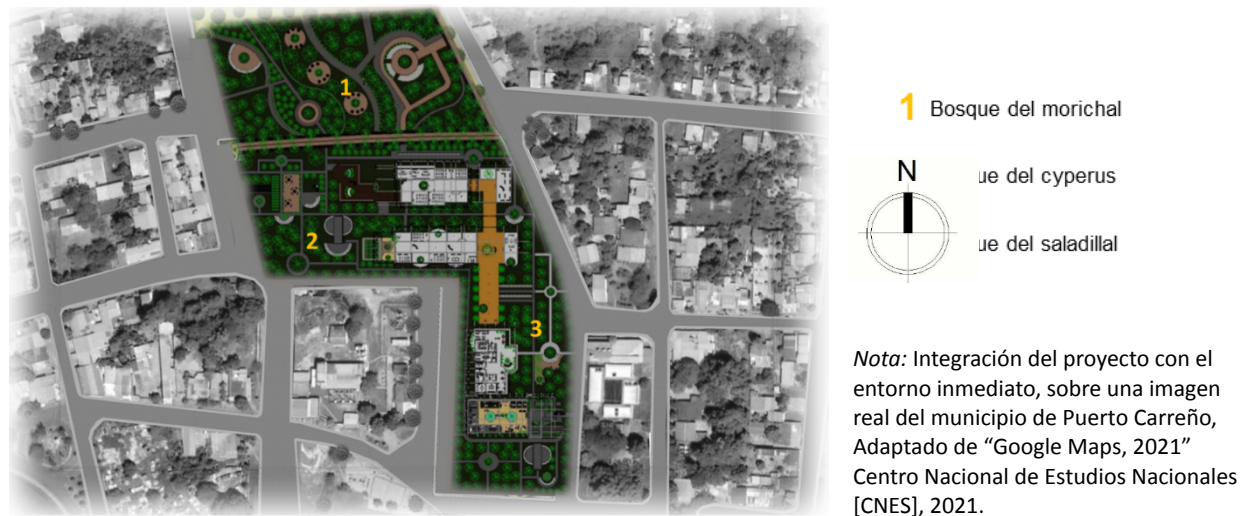 1
2
3
1 Bosque del morichal
ue del cyperus
N
ue del saladillal
Nota: Integración del proyecto con el
entorno inmediato, sobre una imagen
real del municipio de Puerto Carreño,
Adaptado de “Google Maps, 2021”
Centro Nacional de Estudios Nacionales
[CNES], 2021.